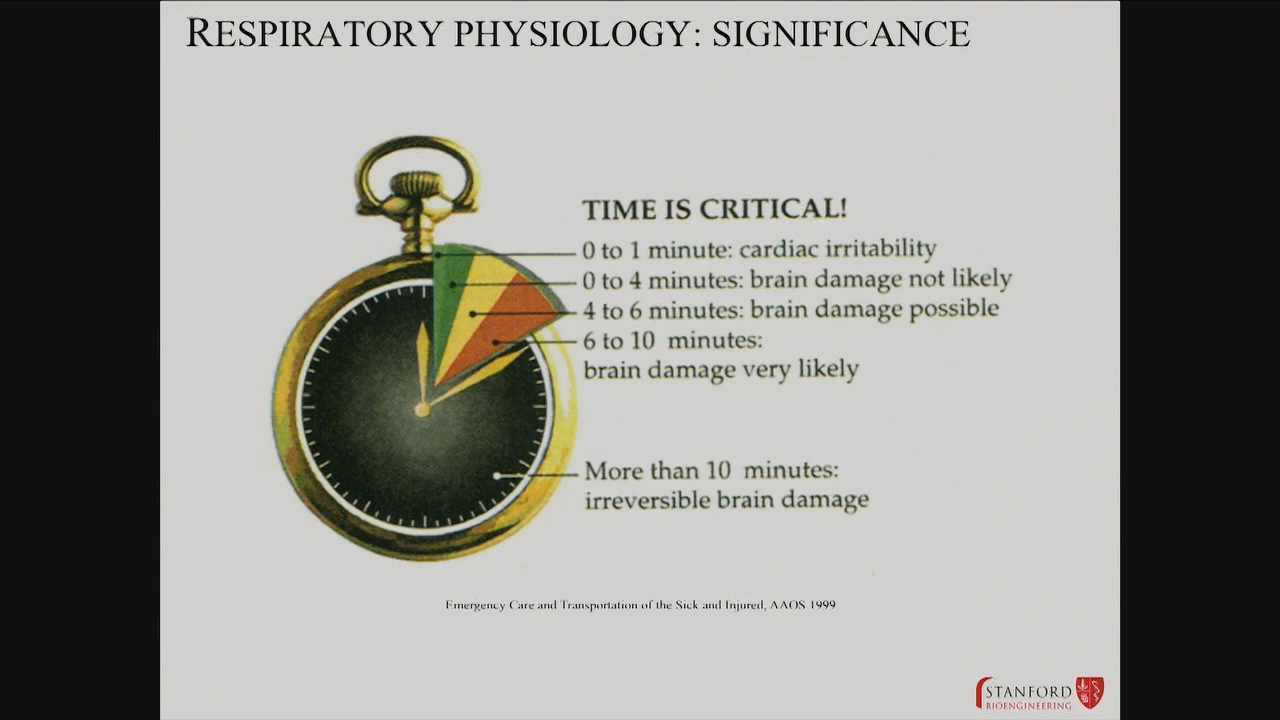 RESPIRATORY PHYSIOLOGY: SIGNIFICANCE
TIME IS CRITICAL!
0 to 1 minute: cardiac irritability
0 to 4 minutes: brain damage not likely
4 to 6 minutes: brain damage possible
6 to 10 minutes:
brain damage very likely
More than 10 minutes:
irreversible brain damage
Emergency Care and Transportation of the Sick and Injured, AAOS 1999
STANFORD
BIOENGINEERING